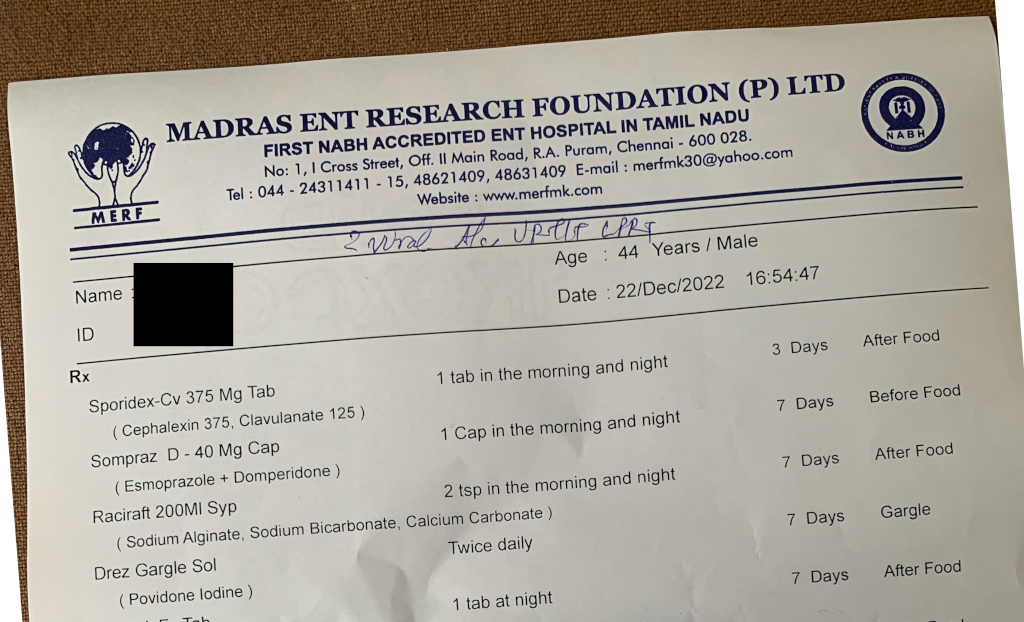 MADRAS ENT RESEARCH FOUNDATION (P) LTD
FIRST NABH ACCREDITED ENT HOSPITAL IN TAMIL NADU
No: 1, I Cross Street, Off. II Main Road, R.A. Puram, Chennai - 600 028.
Tel : 044 - 24311411 - 15, 48621409, 48631409 E-mail : merfmk30@yahoo.com
Website : www.merfmk.com
MERF
NABH
Age : 44 Years / Male
Name :
Date : 22/Dec/2022 16:54:47
ID
Rx
Sporidex-Cv 375 Mg Tab 1 tab in the morning and night 3 Days After Food
( Cephalexin 375, Clavulanate 125 )
Sompraz D - 40 Mg Cap 1 Cap in the morning and night 7 Days Before Food
( Esmoprazole + Domperidone )
Raciraft 200Ml Syp 2 tsp in the morning and night 7 Days After Food
( Sodium Alginate, Sodium Bicarbonate, Calcium Carbonate )
Drez Gargle Sol Twice daily 7 Days Gargle
( Povidone Iodine )
1 tab at night 7 Days After Food